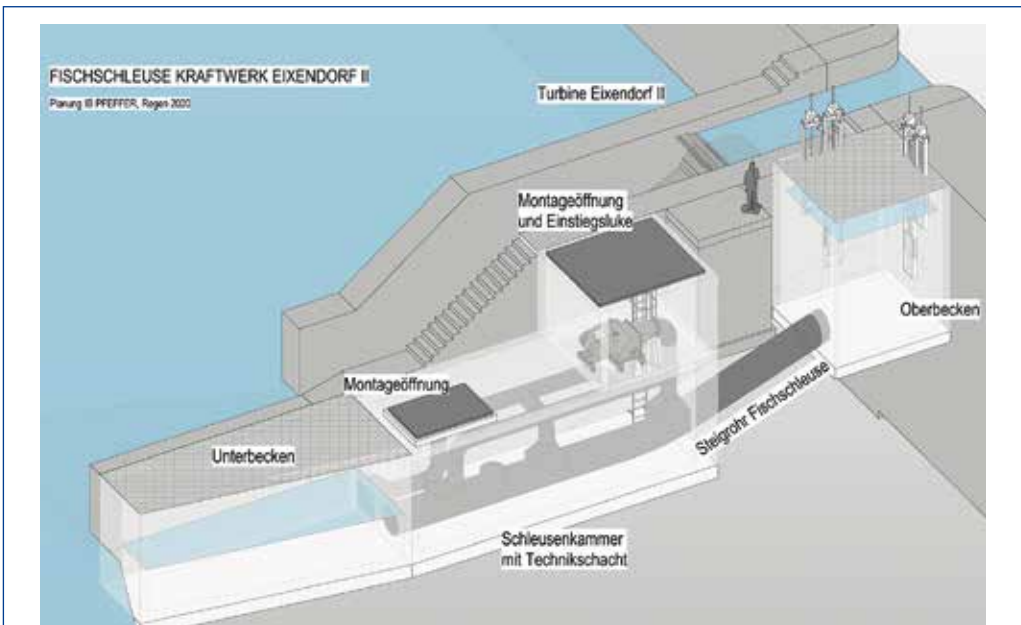 FISCHSCHLEUSE KRAFTWERK EIXENDORF II
Planung IB PFEFFER, Regen 2020
Turbine Eixendorf II
Montageöffnung
und Einstiegsluke
Oberbecken
Montageöffnung
Steigrohr Fischschleuse
Unterbecken
Schleusenkammer
mit Technikschacht